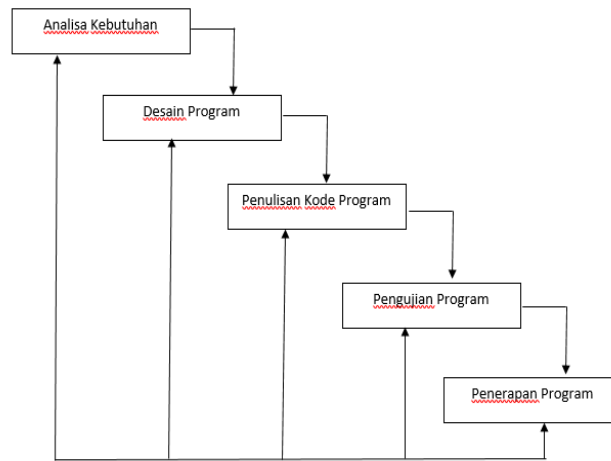 Analisa Kebutuhan
Desain Program
Penulisan Kode Program
Pengujian Program
Penerapan Program